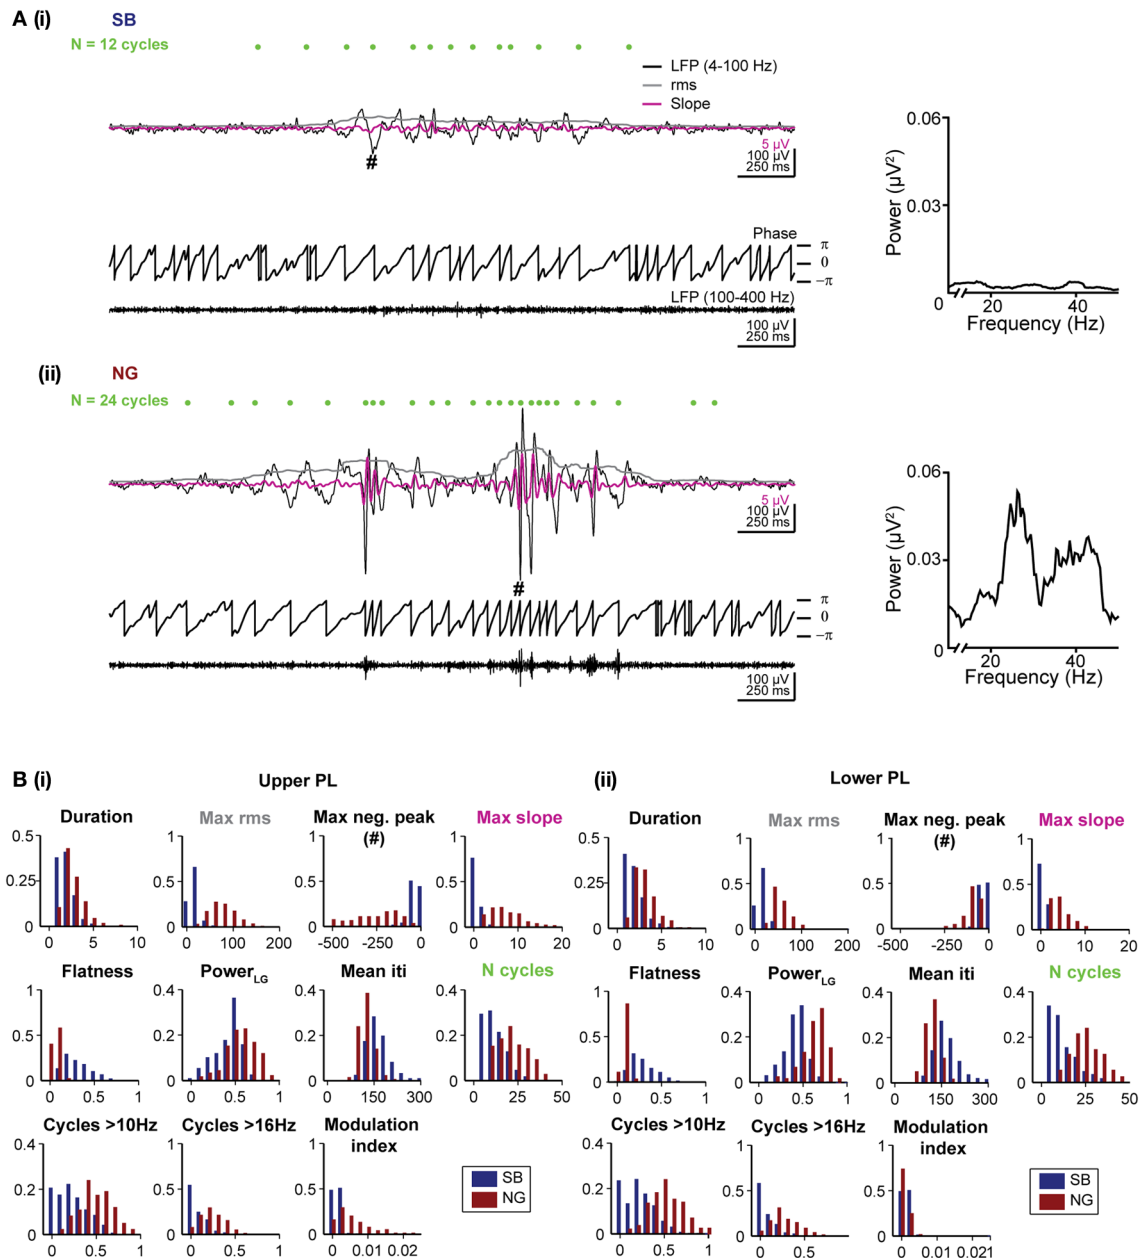 A (i) SB
N = 12 cycles
LFP (4-100 Hz)
rms
Slope
#
5 µV
100 µV
250 ms
0.06
0.03
0
Power (µV²)
20 40
Frequency (Hz)
Phase
π
0
−π
LFP (100-400 Hz)
100 µV
250 ms
(ii) NG
N = 24 cycles
#
5 µV
100 µV
250 ms
0.06
0.03
0
Power (µV²)
20 40
Frequency (Hz)
π
0
−π
100 µV
250 ms
B (i) Upper PL
Duration Max rms Max neg. peak Max slope
(#)
0.5 1 1 1
0.25 0.5 0.5 0.5
0 0 0 0
0 5 10 0 100 200 -500 -250 0 0 10 20
Flatness PowerLG Mean iti N cycles
1 0.4 0.4 0.4
0.5 0.2 0.2 0.2
0 0 0 0
0 0.5 1 0 0.5 1 0 150 300 0 25 50
Cycles >10Hz Cycles >16Hz Modulation
index
0.4 1 1
0.2 0.5 0.5
0 0 0
0 0.5 1 0 0.5 1 0 0.01 0.02
SB
NG
(ii) Lower PL
Duration Max rms Max neg. peak Max slope
(#)
0.5 1 1 1
0.25 0.5 0.5 0.5
0 0 0 0
0 5 10 0 100 200 -500 -250 0 0 10 20
Flatness PowerLG Mean iti N cycles
1 0.4 0.4 0.4
0.5 0.2 0.2 0.2
0 0 0 0
0 0.5 1 0 0.5 1 0 150 300 0 25 50
Cycles >10Hz Cycles >16Hz Modulation
index
0.4 1 1
0.2 0.5 0.5
0 0 0
0 0.5 1 0 0.5 1 0 0.01 0.021
SB
NG